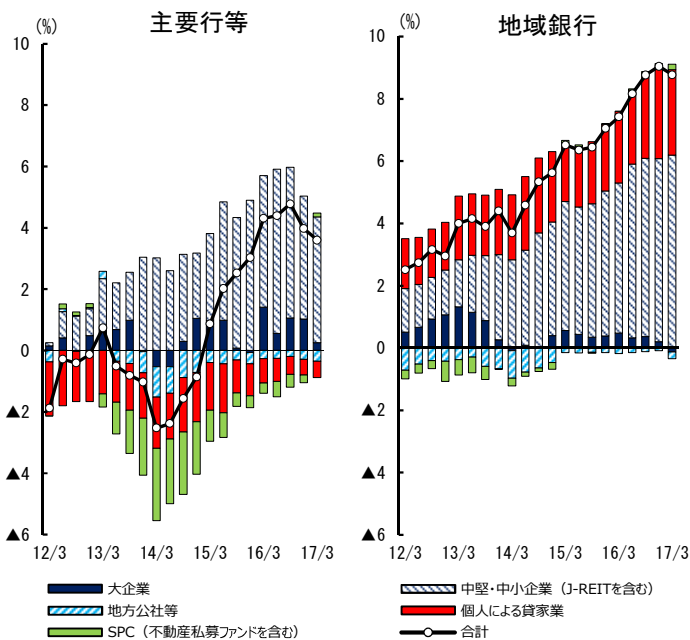 主要行等
(%)
10
8
6
4
2
0
▲2
▲4
▲6
12/3 13/3 14/3 15/3 16/3 17/3
地域銀行
(%)
10
8
6
4
2
0
▲2
▲4
▲6
12/3 13/3 14/3 15/3 16/3 17/3
大企業
地方公社等
SPC（不動産私募ファンドを含む）
中堅・中小企業（J-REITを含む）
個人による貸家業
合計